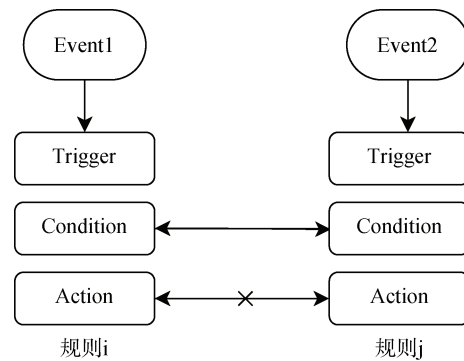 Event1 Event2
Trigger Trigger
Condition Condition
Action Action
规则i 规则j